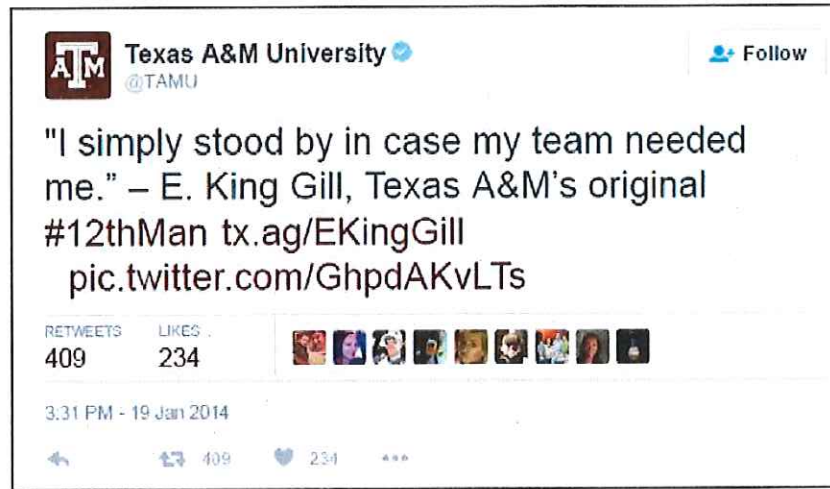 ATM
Texas A&M University
@TAMU
Follow
"I simply stood by in case my team needed
me.” – E. King Gill, Texas A&M’s original
#12thMan tx.ag/EKingGill
pic.twitter.com/GhpdAKvLTs
RETWEETS LIKES
409 234
3:31 PM - 19 Jan 2014
409 234